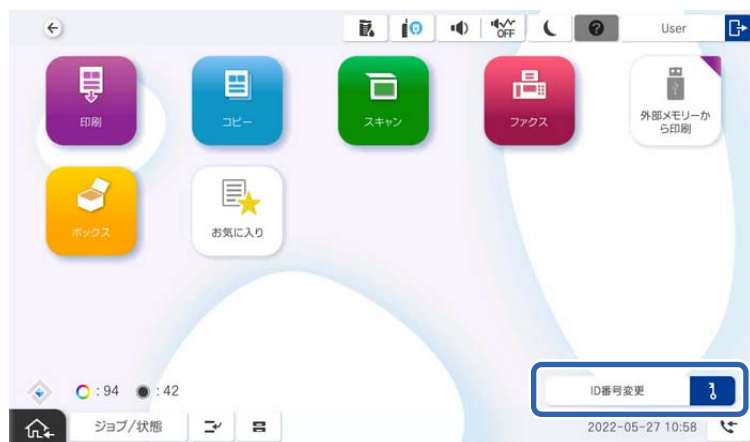 OFF
User
印刷
コピー
スキャン
ファクス
外部メモリーか
ら印刷
ボックス
お気に入り
: 94
: 42
ID番号変更
ジョブ/状態
2022-05-27 10:58